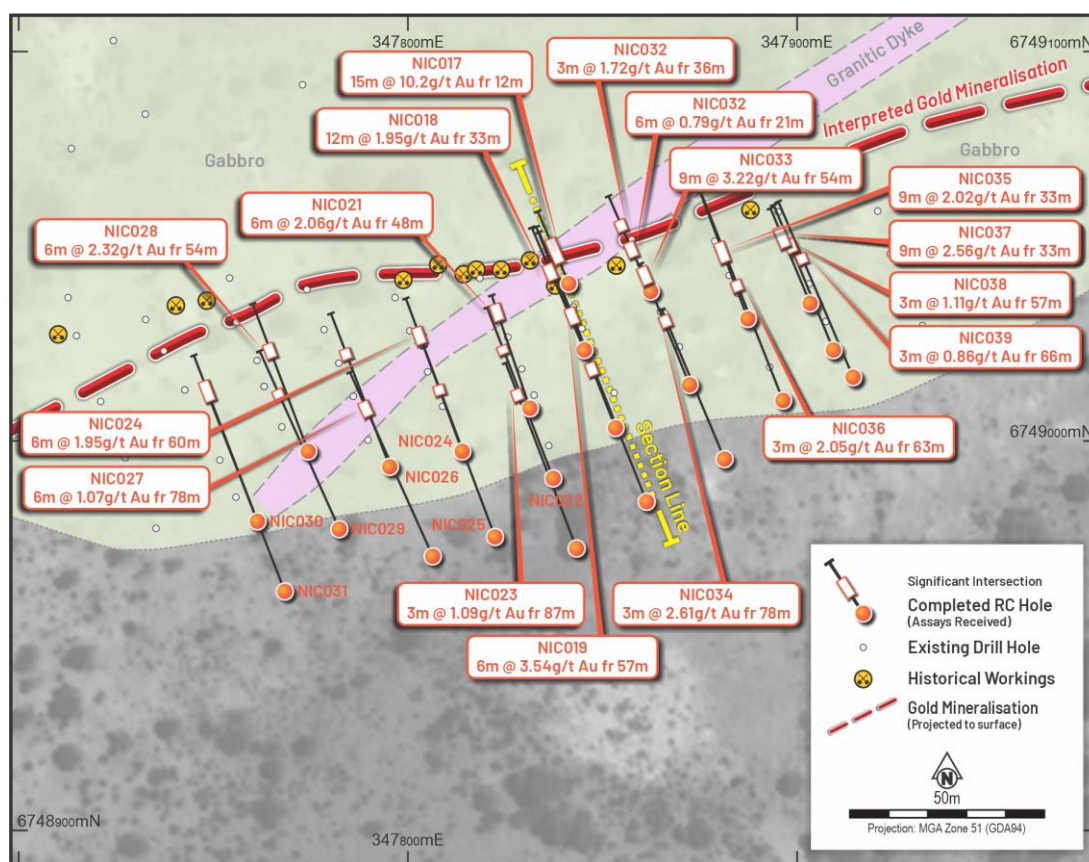 347800mE
347900mE
6749100mN
NIC017
15m @ 10.2g/t Au fr 12m
NIC032
3m @ 1.72g/t Au fr 36m
Granitic Dyke
Interpreted Gold Mineralisation
NIC018
12m @ 1.95g/t Au fr 33m
NIC032
6m @ 0.79g/t Au fr 21m
Gabbro
Gabbro
NIC033
9m @ 3.22g/t Au fr 54m
NIC035
9m @ 2.02g/t Au fr 33m
NIC021
6m @ 2.06g/t Au fr 48m
NIC028
6m @ 2.32g/t Au fr 54m
NIC037
9m @ 2.56g/t Au fr 33m
NIC038
3m @ 1.11g/t Au fr 57m
NIC039
3m @ 0.86g/t Au fr 66m
NIC024
6m @ 1.95g/t Au fr 60m
NIC036
3m @ 2.05g/t Au fr 63m
6749000mN
NIC027
6m @ 1.07g/t Au fr 78m
NIC024
NIC026
Section Line
NIC022
NIC030
NIC029
NIC025
NIC031
NIC023
3m @ 1.09g/t Au fr 87m
NIC034
3m @ 2.61g/t Au fr 78m
NIC019
6m @ 3.54g/t Au fr 57m
Significant Intersection
Completed RC Hole
(Assays Received)
Existing Drill Hole
Historical Workings
Gold Mineralisation
(Projected to surface)
N
50m
Projection: MGA Zone 51 (GDA94)
6748900mN
347800mE